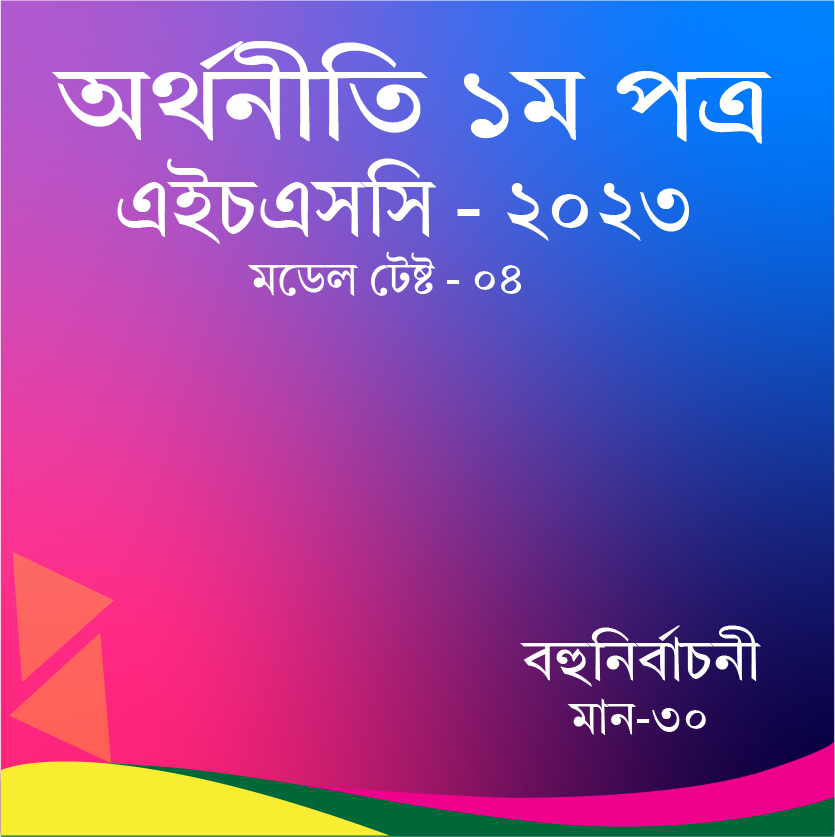 অর্থনীতি ১ম পত্র
এইচএসসি - ২০২৩
মডেল টেষ্ট - ০৪
বহুনির্বাচনী
মান-৩০